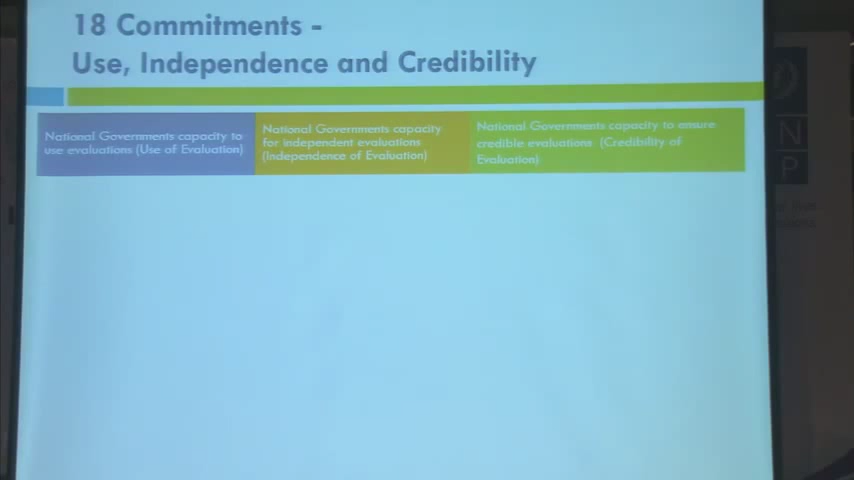 18 Commitments -
Use, Independence and Credibility
National Governments capacity to
use evaluations (Use of Evaluation)
National Governments capacity
for independent evaluations
(Independence of Evaluation)
National Governments capacity to ensure
credible evaluations (Credibility of
Evaluation)
N
P